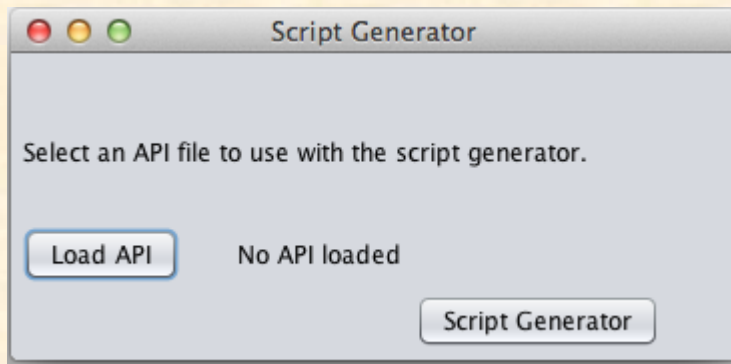 Script Generator
Select an API file to use with the script generator.
Load API No API loaded
Script Generator